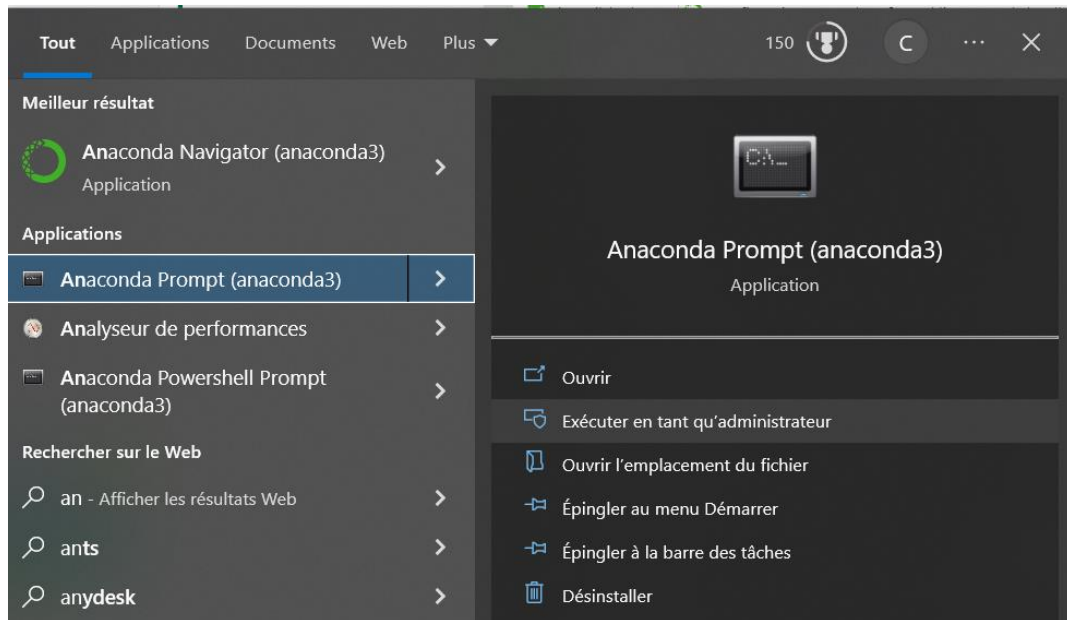 Tout Applications Documents Web Plus 150 C ...
Meilleur résultat
Anaconda Navigator (anaconda3)
Application
Applications
Anaconda Prompt (anaconda3)
Analyseur de performances
Anaconda Powershell Prompt
(anaconda3)
Rechercher sur le Web
an - Afficher les résultats Web
ants
anydesk
C:\_
Anaconda Prompt (anaconda3)
Application
Ouvrir
Exécuter en tant qu'administrateur
Ouvrir l'emplacement du fichier
Épingler au menu Démarrer
Épingler à la barre des tâches
Désinstaller